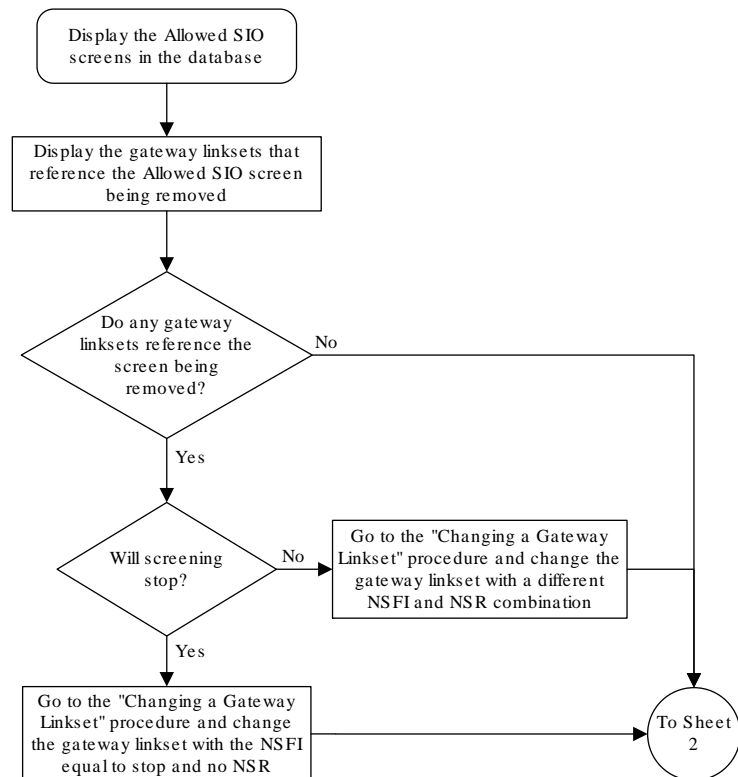 Display the Allowed SIO
screens in the database
Display the gateway linksets that
reference the Allowed SIO screen
being removed
Do any gateway
linksets reference the
screen being
removed?
No
Yes
Will screening
stop?
No
Go to the "Changing a Gateway
Linkset" procedure and change the
gateway linkset with a different
NSFI and NSR combination
Yes
Go to the "Changing a Gateway
Linkset" procedure and change
the gateway linkset with the NSFI
equal to stop and no NSR
To Sheet
2